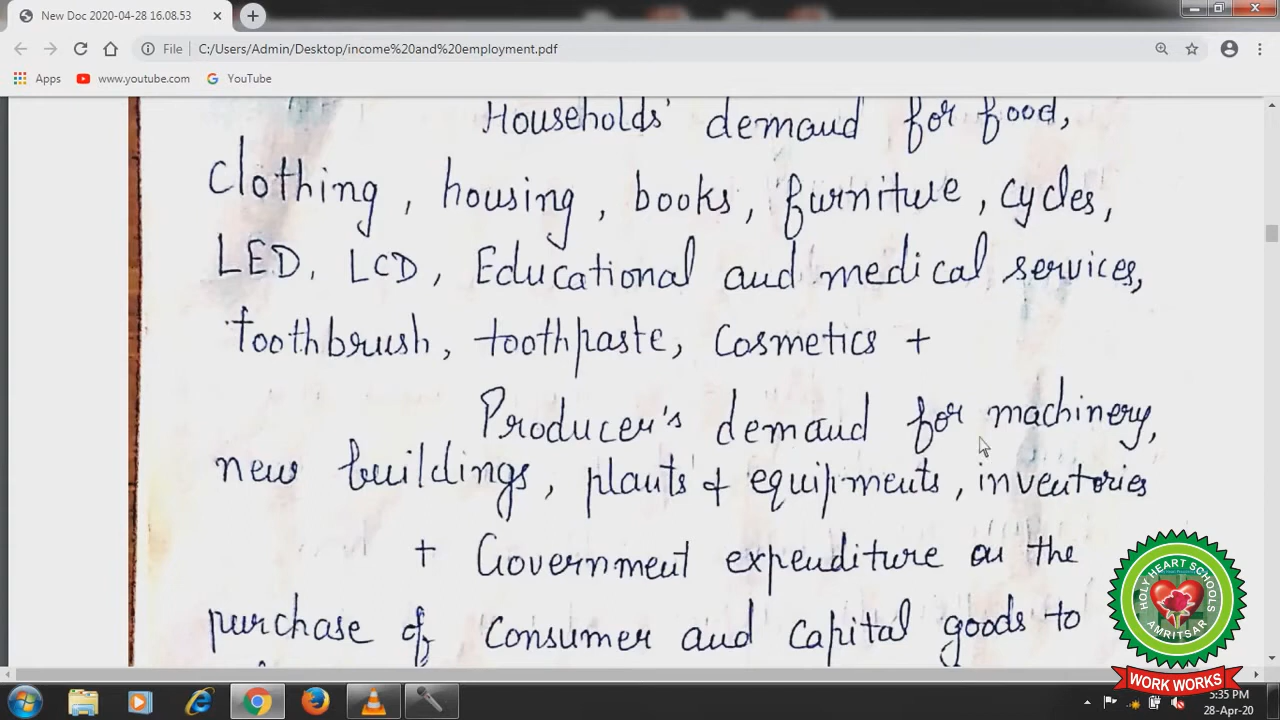 New Doc 2020-04-28 16.08.53
File C:/Users/Admin/Desktop/income%20and%20employment.pdf
Apps www.youtube.com YouTube
Households' demand for food,
clothing, housing, books, furniture, cycles,
LED, LCD, Educational and medical services,
toothbrush, toothpaste, cosmetics +
Producer's demand for machinery,
new buildings, plants & equipments, inventories
+ Government expenditure on the
purchase of consumer and capital goods to
HOLY HEART SCHOOLS
AMRITSAR
WORK WORKS
5:35 PM
28-Apr-20